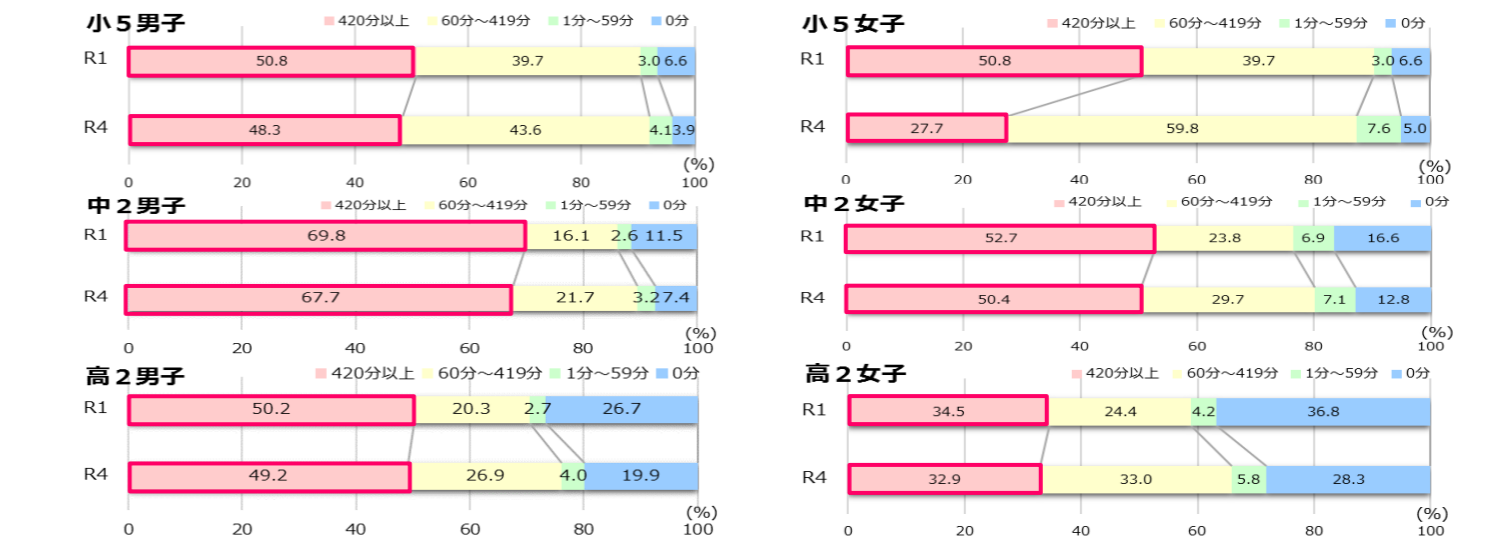 小５男子
420分以上 60分～419分 1分～59分 0分
R1 50.8 39.7 3.0 6.6
R4 48.3 43.6 4.1 3.9
(%)
0 20 40 60 80 100
中２男子
420分以上 60分～419分 1分～59分 0分
R1 69.8 16.1 2.6 11.5
R4 67.7 21.7 3.2 7.4
(%)
0 20 40 60 80 100
高２男子
420分以上 60分～419分 1分～59分 0分
R1 50.2 20.3 2.7 26.7
R4 49.2 26.9 4.0 19.9
(%)
0 20 40 60 80 100
小５女子
420分以上 60分～419分 1分～59分 0分
R1 50.8 39.7 3.0 6.6
R4 27.7 59.8 7.6 5.0
(%)
0 20 40 60 80 100
中２女子
420分以上 60分～419分 1分～59分 0分
R1 52.7 23.8 6.9 16.6
R4 50.4 29.7 7.1 12.8
(%)
0 20 40 60 80 100
高２女子
420分以上 60分～419分 1分～59分 0分
R1 34.5 24.4 4.2 36.8
R4 32.9 33.0 5.8 28.3
(%)
0 20 40 60 80 100